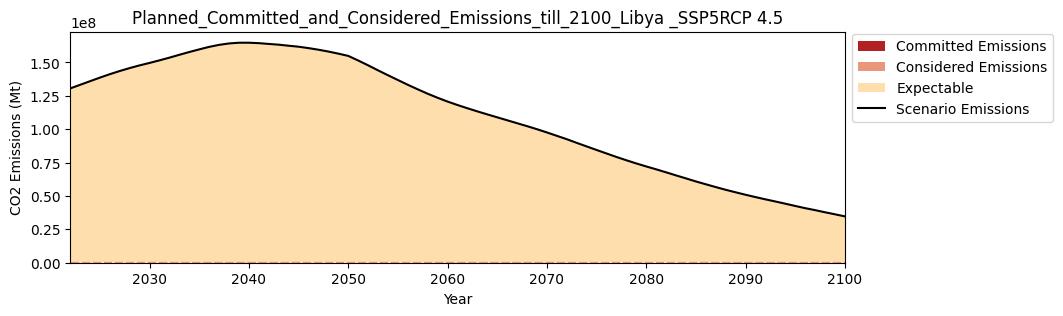 Planned_Committed_and_Considered_Emissions_till_2100_Libya _SSP5RCP 4.5
1e8
CO2 Emissions (Mt)
1.50
1.25
1.00
0.75
0.50
0.25
0.00
2030 2040 2050 2060 2070 2080 2090 2100
Year
Committed Emissions
Considered Emissions
Expectable
Scenario Emissions